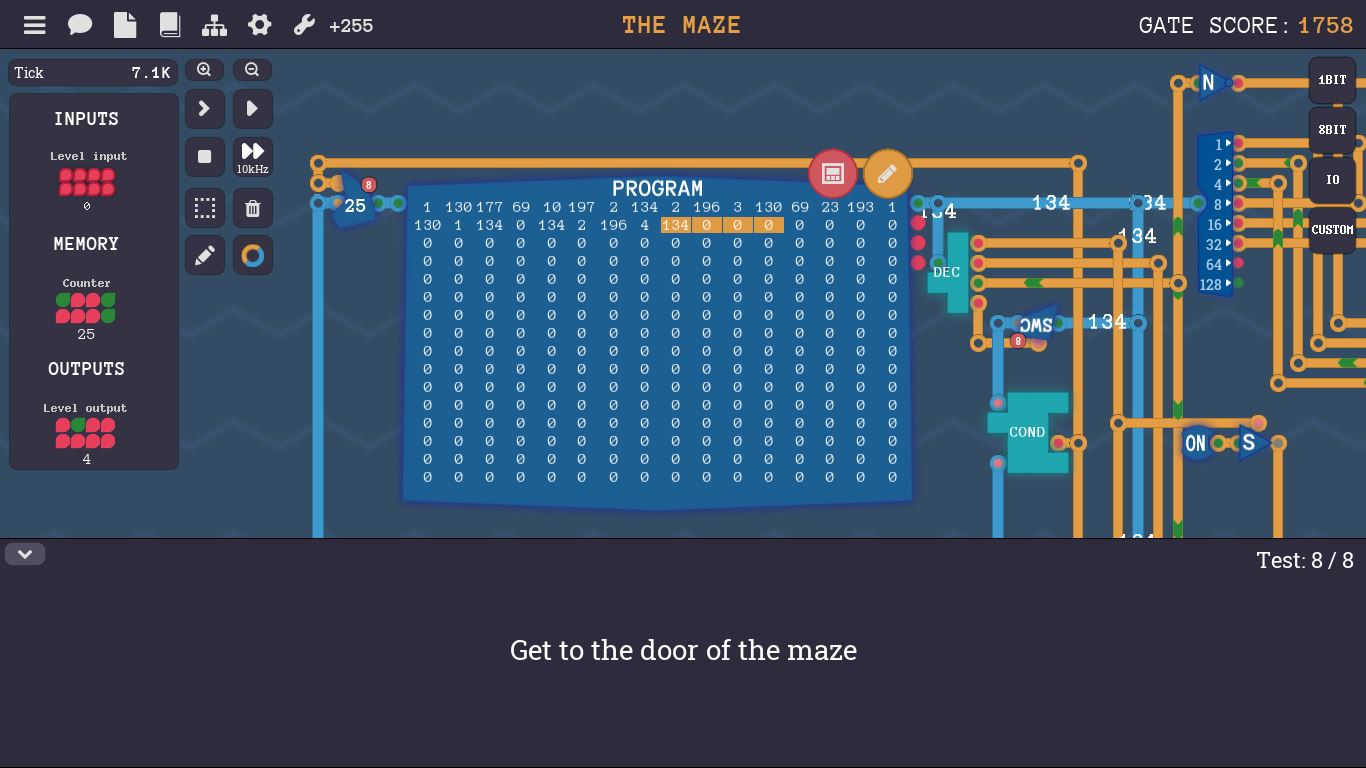 +255
THE MAZE
GATE SCORE: 1758
Tick 7.1K
INPUTS
Level input
0
MEMORY
Counter
25
OUTPUTS
Level output
4
10kHz
8
25
PROGRAM
1 130 177 69 10 197 2 134 2 196 3 130 69 23 193 1
130 1 134 0 134 2 196 4 134 0 0 0 0 0 0 0
0 0 0 0 0 0 0 0 0 0 0 0 0 0 0 0
0 0 0 0 0 0 0 0 0 0 0 0 0 0 0 0
0 0 0 0 0 0 0 0 0 0 0 0 0 0 0 0
0 0 0 0 0 0 0 0 0 0 0 0 0 0 0 0
0 0 0 0 0 0 0 0 0 0 0 0 0 0 0 0
0 0 0 0 0 0 0 0 0 0 0 0 0 0 0 0
0 0 0 0 0 0 0 0 0 0 0 0 0 0 0 0
0 0 0 0 0 0 0 0 0 0 0 0 0 0 0 0
0 0 0 0 0 0 0 0 0 0 0 0 0 0 0 0
0 0 0 0 0 0 0 0 0 0 0 0 0 0 0 0
0 0 0 0 0 0 0 0 0 0 0 0 0 0 0 0
0 0 0 0 0 0 0 0 0 0 0 0 0 0 0 0
0 0 0 0 0 0 0 0 0 0 0 0 0 0 0 0
0 0 0 0 0 0 0 0 0 0 0 0 0 0 0 0
134
134
134
134
DEC
SWC
134
8
COND
ON
S
N
1
2
4
8
16
32
64
128
1BIT
8BIT
IO
CUSTOM
Test: 8 / 8
Get to the door of the maze